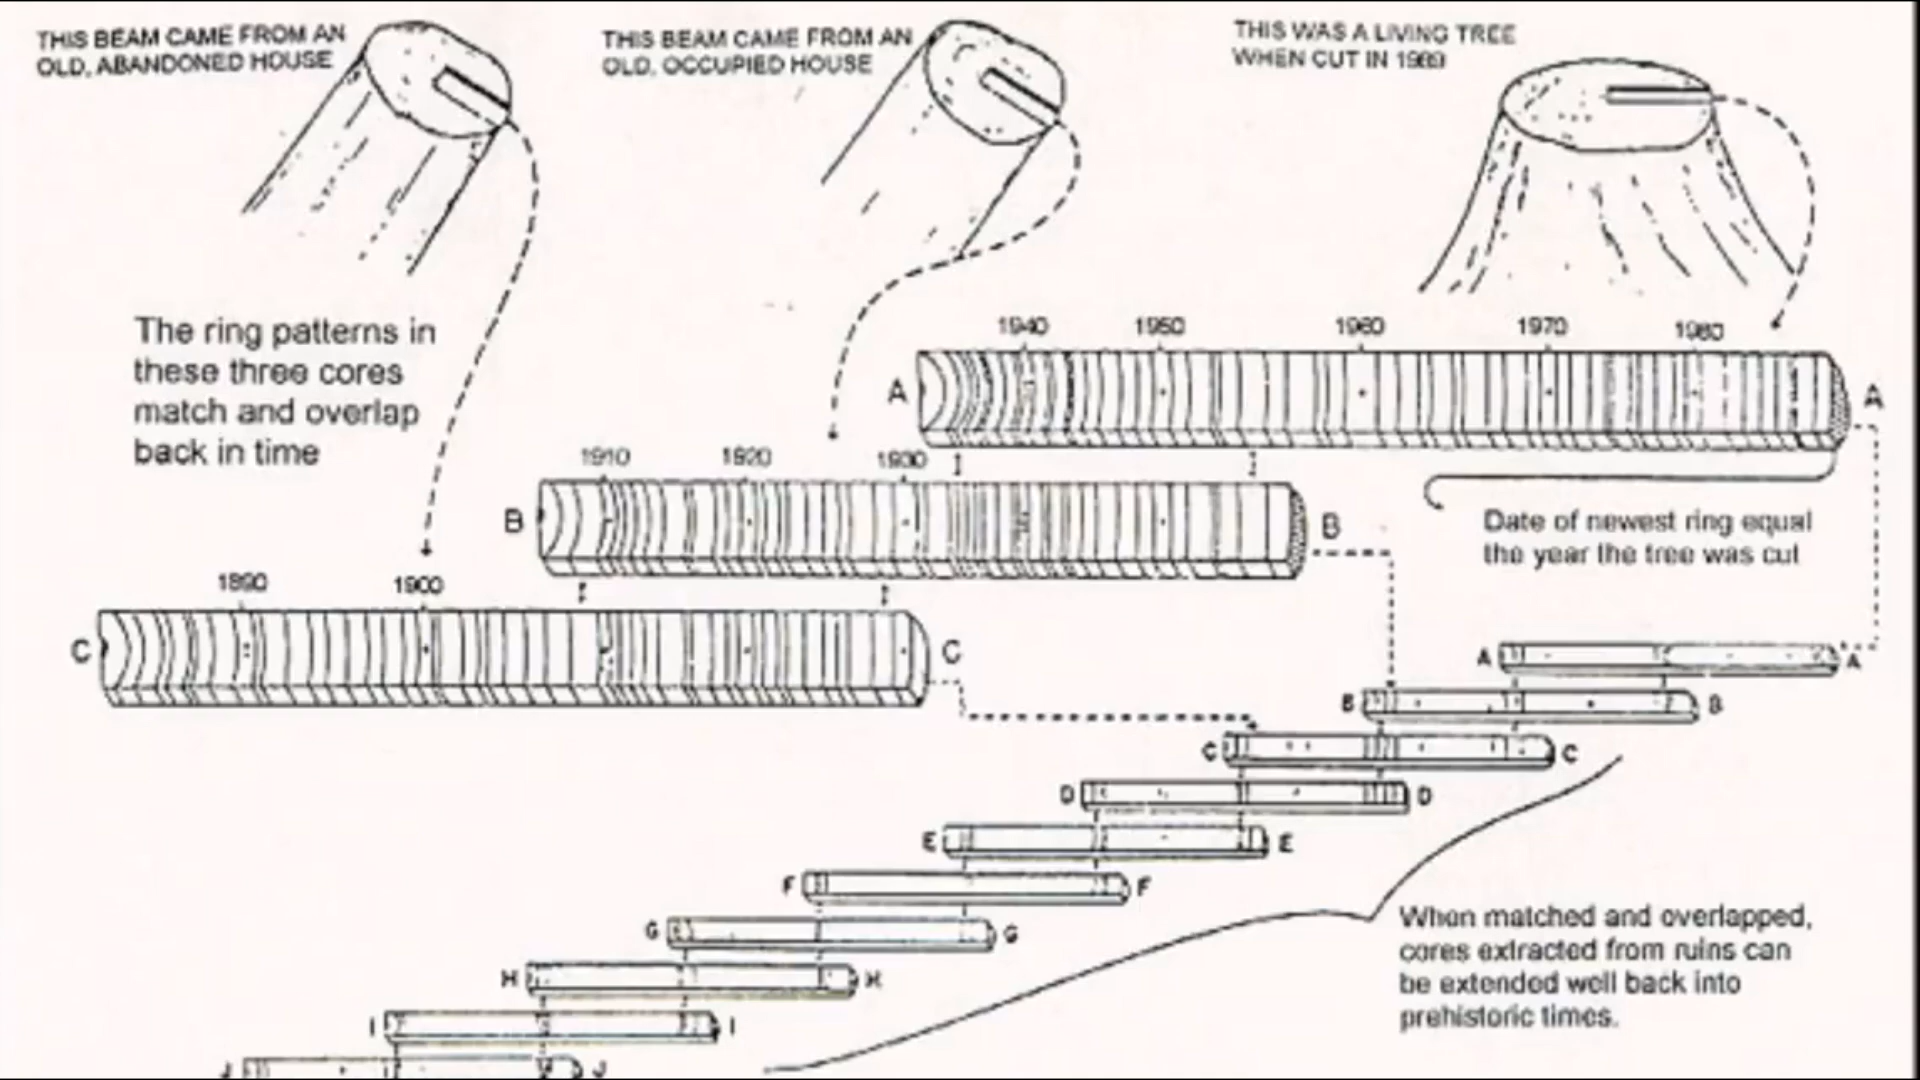 THIS BEAM CAME FROM AN
OLD, ABANDONED HOUSE
THIS BEAM CAME FROM AN
OLD, OCCUPIED HOUSE
THIS WAS A LIVING TREE
WHEN CUT IN 1989
The ring patterns in
these three cores
match and overlap
back in time
1940 1950 1960 1970 1980
A A
1910 1920 1930
B B
Date of newest ring equal
the year the tree was cut
1890 1900
C C
A A
B B
C C
D D
E E
F F
G G
H H
I I
J J
When matched and overlapped,
cores extracted from ruins can
be extended well back into
prehistoric times.